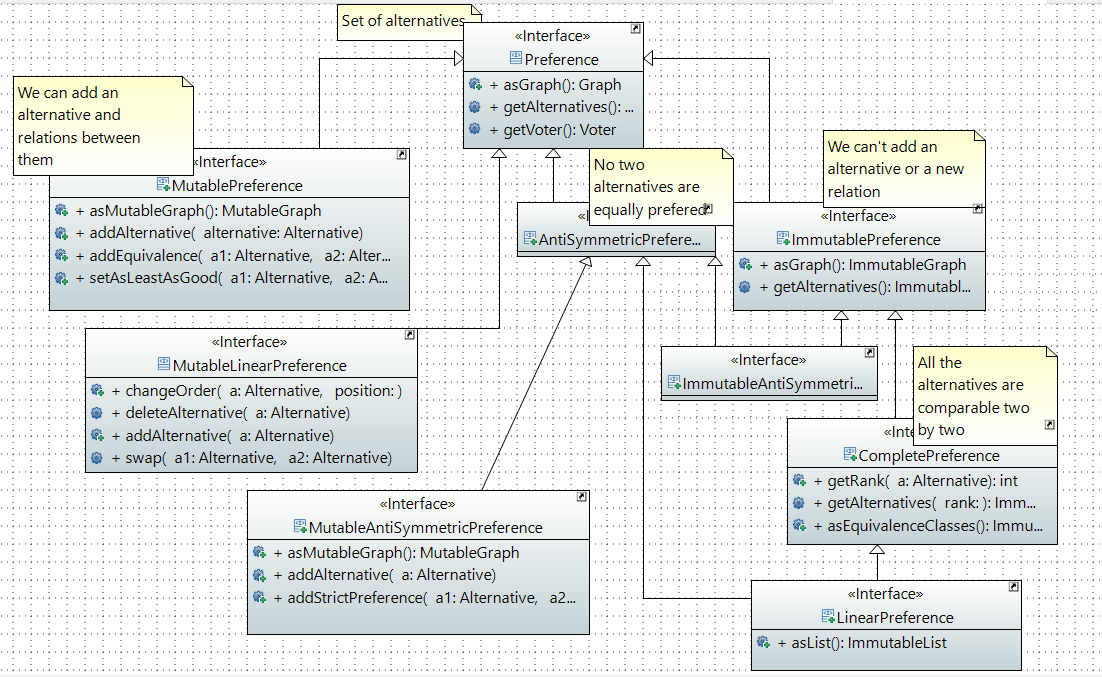 Set of alternatives
«Interface»
Preference
+ asGraph(): Graph
+ getAlternatives(): ...
+ getVoter(): Voter
We can add an
alternative and
relations between
them
«Interface»
MutablePreference
+ asMutableGraph(): MutableGraph
+ addAlternative( alternative: Alternative)
+ addEquivalence( a1: Alternative, a2: Alter...
+ setAsLeastAsGood( a1: Alternative, a2: A...
No two
alternatives are
equally prefered
AntiSymmetricPrefere...
We can't add an
alternative or a new
relation
«Interface»
ImmutablePreference
+ asGraph(): ImmutableGraph
+ getAlternatives(): Immutabl...
«Interface»
MutableLinearPreference
+ changeOrder( a: Alternative, position: )
+ deleteAlternative( a: Alternative)
+ addAlternative( a: Alternative)
+ swap( a1: Alternative, a2: Alternative)
«Interface»
ImmutableAntiSymmetri...
All the
alternatives are
comparable two
by two
«Inte
CompletePreference
+ getRank( a: Alternative): int
+ getAlternatives( rank: ): Imm...
+ asEquivalenceClasses(): Immu...
«Interface»
MutableAntiSymmetricPreference
+ asMutableGraph(): MutableGraph
+ addAlternative( a: Alternative)
+ addStrictPreference( a1: Alternative, a2...
«Interface»
LinearPreference
+ asList(): ImmutableList